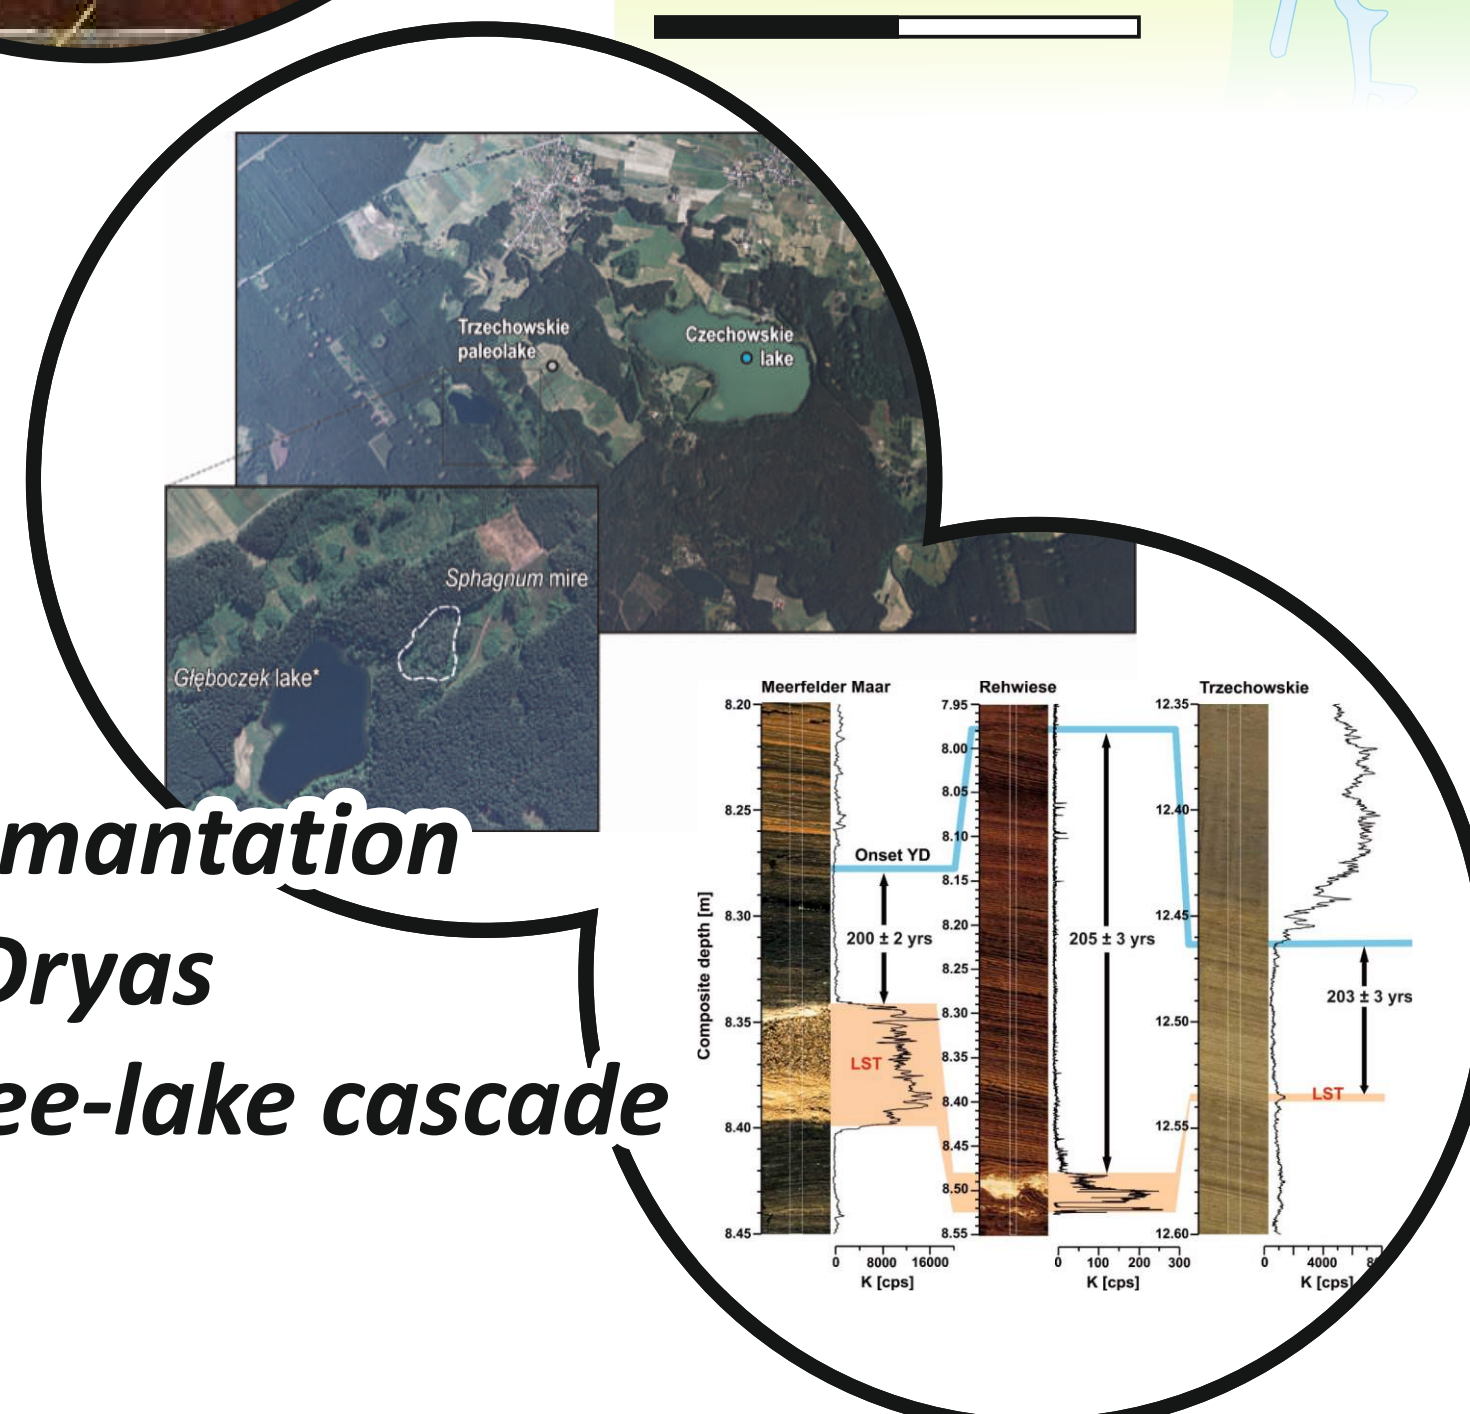 Trzechowskie
paleolake
Czechowskie
lake
Sphagnum mire
Głęboczek lake*
mantation
Dryas
ee-lake cascade
Meerfelder Maar
Rehwiese
Trzechowskie
Composite depth [m]
8.20
8.25
8.30
8.35
8.40
8.45
Onset YD
200 ± 2 yrs
LST
0 8000 16000
K [cps]
7.95
8.00
8.05
8.10
8.15
8.20
8.25
8.30
8.35
8.40
8.45
8.50
8.55
205 ± 3 yrs
0 100 200 300
K [cps]
12.35
12.40
12.45
12.50
12.55
12.60
203 ± 3 yrs
LST
0 4000
K [cps]